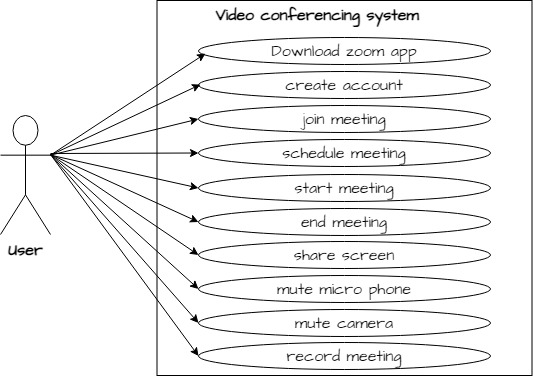 Video conferencing system
Download zoom app
create account
join meeting
schedule meeting
start meeting
end meeting
share screen
mute micro phone
mute camera
record meeting
User